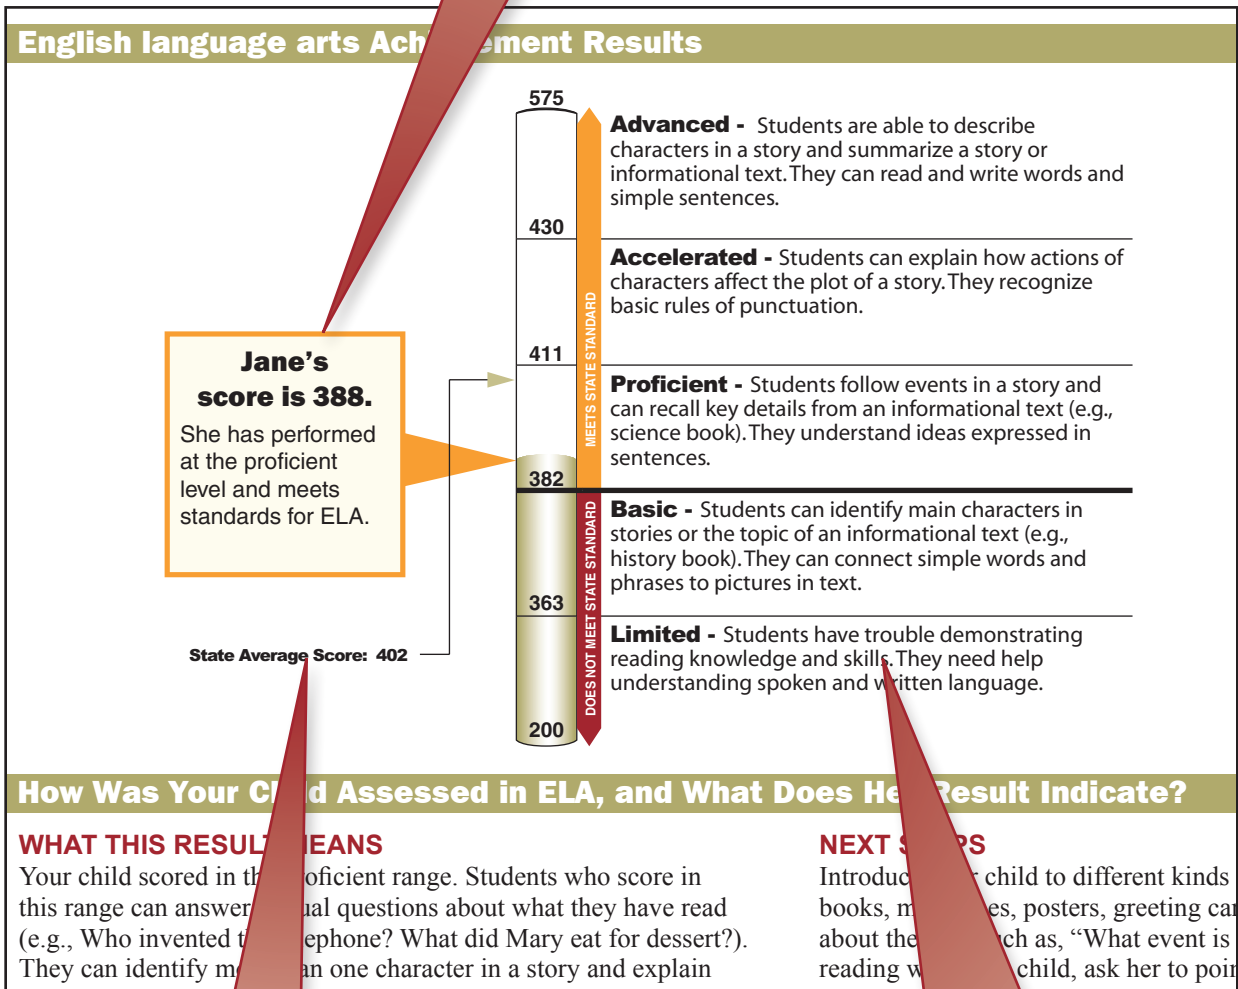 English language arts Ach ement Results
575
Advanced - Students are able to describe
characters in a story and summarize a story or
informational text. They can read and write words and
simple sentences.
430
Accelerated - Students can explain how actions of
characters affect the plot of a story. They recognize
basic rules of punctuation.
MEETS STATE STANDARD
411
Jane's
score is 388.
She has performed
at the proficient
level and meets
standards for ELA.
Proficient - Students follow events in a story and
can recall key details from an informational text (e.g.,
science book). They understand ideas expressed in
sentences.
382
Basic - Students can identify main characters in
stories or the topic of an informational text (e.g.,
history book). They can connect simple words and
phrases to pictures in text.
DOES NOT MEET STATE STANDARD
363
State Average Score: 402
Limited - Students have trouble demonstrating
reading knowledge and skills. They need help
understanding spoken and written language.
200
How Was Your C d Assessed in ELA, and What Does He Result Indicate?
WHAT THIS RESUL EANS
Your child scored in th oficient range. Students who score in
this range can answer ual questions about what they have read
(e.g., Who invented t ephone? What did Mary eat for dessert?).
They can identify m an one character in a story and explain
NEXT S PS
Introduc child to different kinds
books, m es, posters, greeting car
about the ch as, “What event is
reading w child, ask her to poin